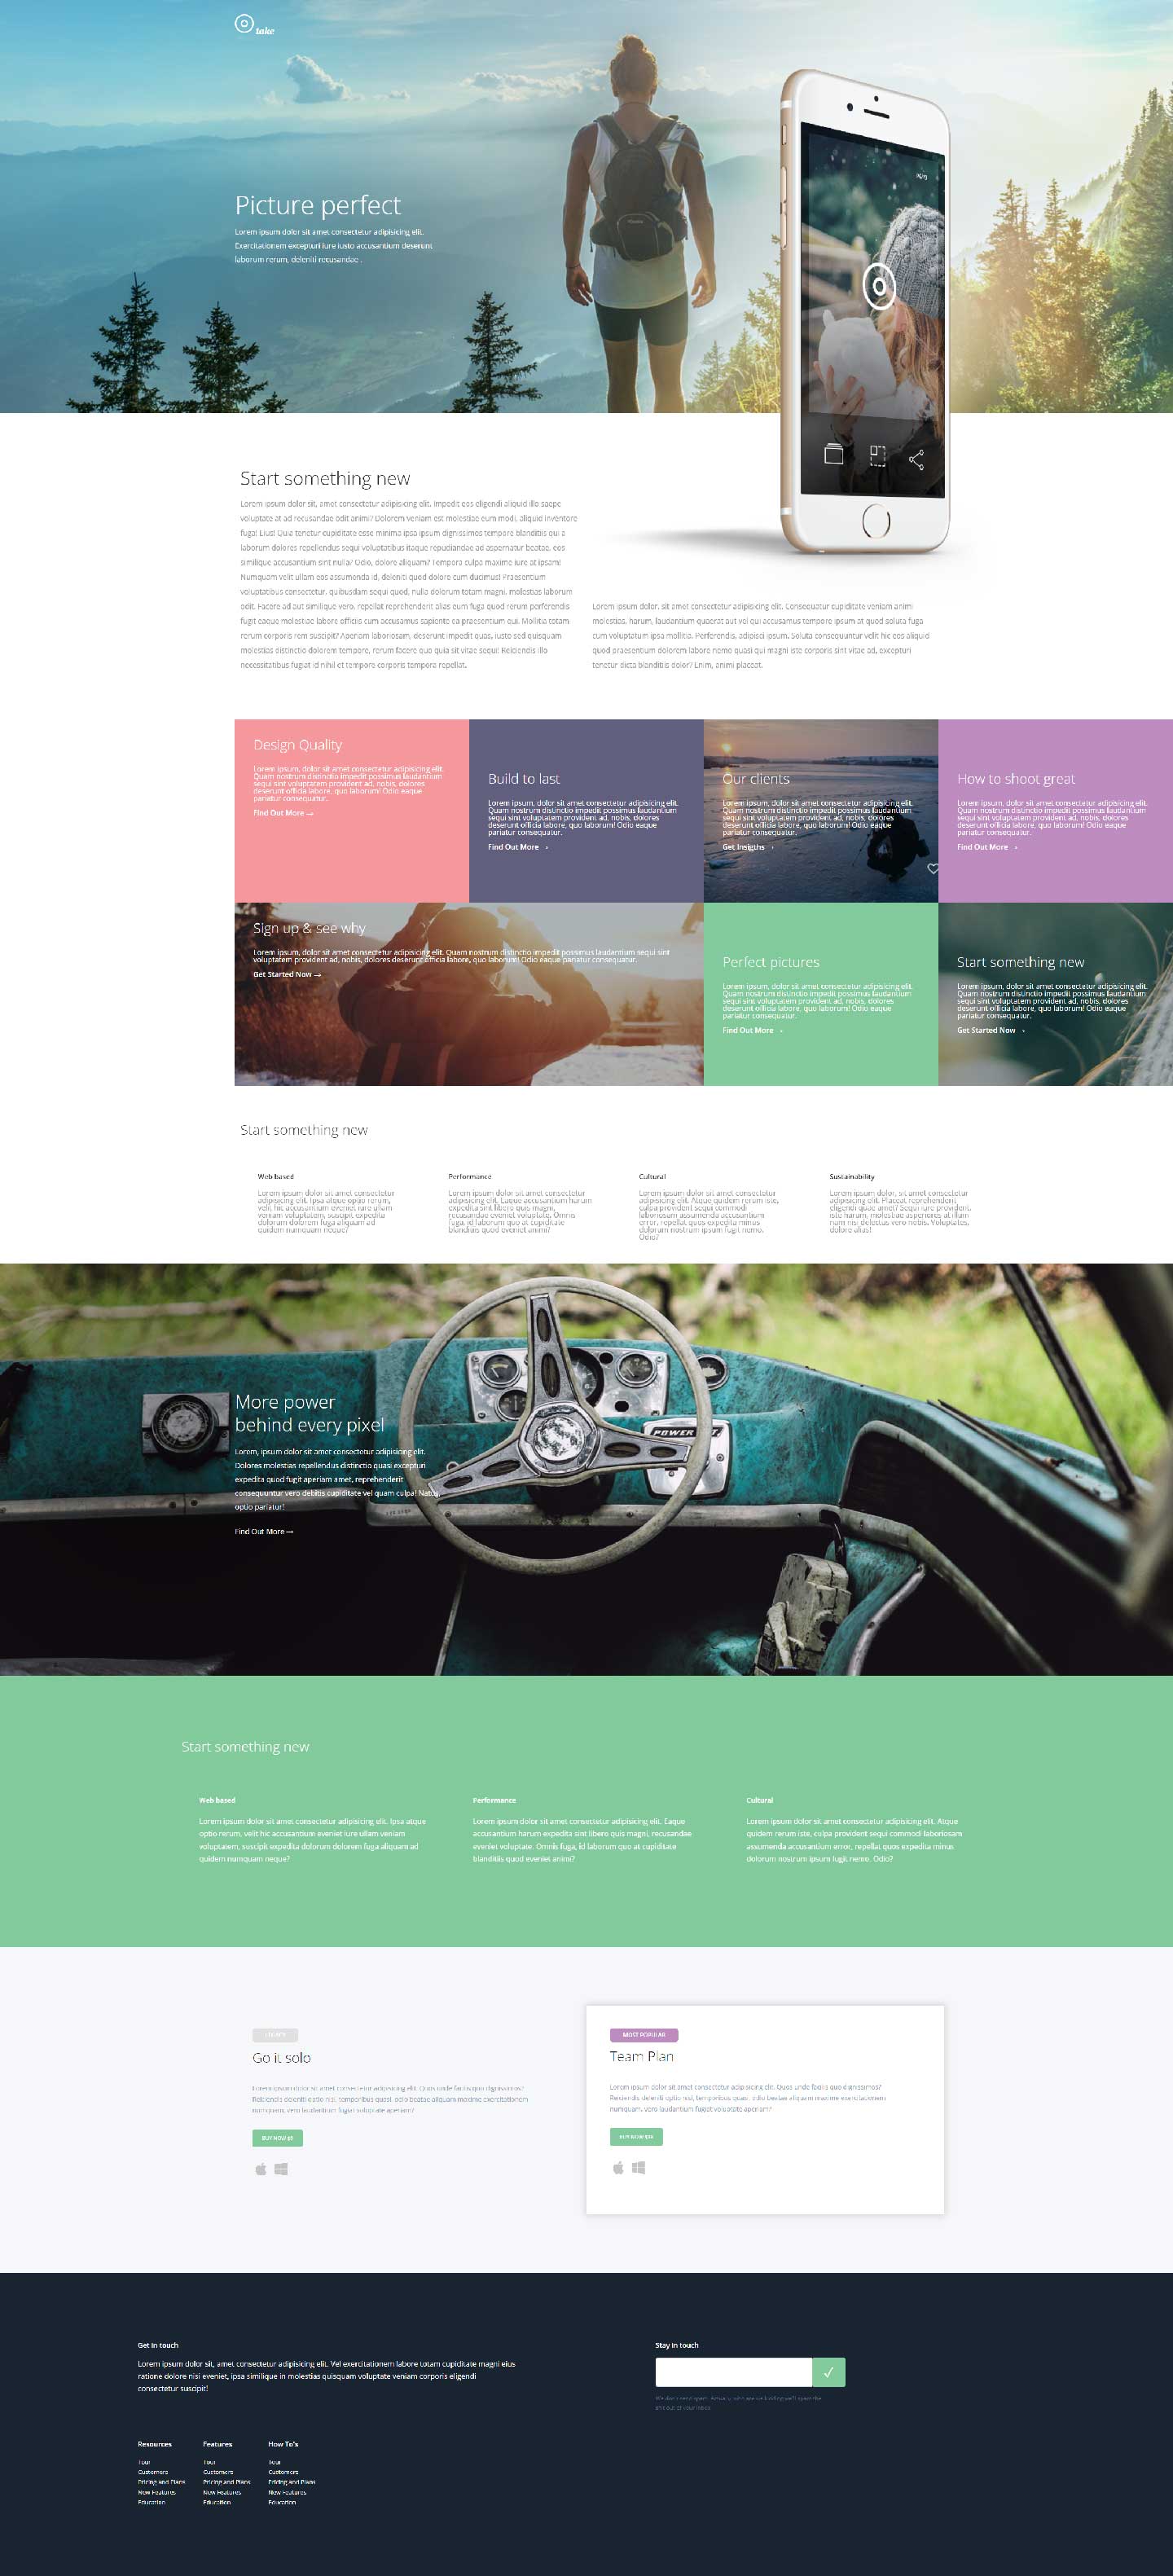 take
Picture perfect
Lorem ipsum dolor sit amet consectetur adipisicing elit.
Exercitationem excepturi iure iusto accusantium deserunt
laborum rerum, deleniti recusandae .
Start something new
Lorem ipsum dolor sit, amet consectetur adipisicing elit. Impedit eos eligendi aliquid illo saepe
voluptate at ad recusandae odit animi? Dolorem veniam est molestiae eum modi, aliquid inventore
fuga! Eius! Quia tenetur cupiditate esse minima ipsa ipsum dignissimos tempore blanditiis qui a
laborum dolores repellendus sequi voluptatibus itaque repudiandae ad aspernatur beatae, eos
similique accusantium sint nulla? Odio, dolore aliquam? Tempora culpa maxime iure at ipsam!
Numquam velit ullam eos assumenda id, deleniti quod dolore cum ducimus! Praesentium
voluptatibus consectetur, quibusdam sequi quod, nulla dolorum totam magni, molestias laborum
odit. Facere ad aut similique vero, repellat reprehenderit alias eum fuga quod rerum perferendis
fugit eaque molestiae labore officiis cum accusamus sapiente ea praesentium qui. Mollitia totam
rerum corporis rem suscipit? Aperiam laboriosam, deserunt impedit quas, iusto sed quisquam
molestias distinctio dolorem tempore, rerum facere quo quia sit vitae sequi! Reiciendis illo
necessitatibus fugiat id nihil et tempore corporis tempora repellat.
Lorem ipsum dolor, sit amet consectetur adipisicing elit. Consequatur cupiditate veniam animi
molestias, harum, laudantium quaerat aut vel qui accusamus tempore ipsum at quod soluta fuga
cum voluptatum ipsa mollitia. Perferendis, adipisci ipsum. Soluta consequuntur velit hic eos aliquid
quod praesentium dolorem labore nemo quasi qui magni iste corporis sint vitae ad, excepturi
tenetur dicta blanditiis dolor? Enim, animi placeat.
Design Quality
Lorem ipsum, dolor sit amet consectetur adipisicing elit.
Quam nostrum distinctio impedit possimus laudantium
sequi sint voluptatem provident ad, nobis, dolores
deserunt officia labore, quo laborum! Odio eaque
pariatur consequatur.
Find Out More →
Build to last
Lorem ipsum, dolor sit amet consectetur adipisicing elit.
Quam nostrum distinctio impedit possimus laudantium
sequi sint voluptatem provident ad, nobis, dolores
deserunt officia labore, quo laborum! Odio eaque
pariatur consequatur.
Find Out More ›
Our clients
Lorem ipsum, dolor sit amet consectetur adipisicing elit.
Quam nostrum distinctio impedit possimus laudantium
sequi sint voluptatem provident ad, nobis, dolores
deserunt officia labore, quo laborum! Odio eaque
pariatur consequatur.
Get Insigths ›
How to shoot great
Lorem ipsum, dolor sit amet consectetur adipisicing elit.
Quam nostrum distinctio impedit possimus laudantium
sequi sint voluptatem provident ad, nobis, dolores
deserunt officia labore, quo laborum! Odio eaque
pariatur consequatur.
Find Out More ›
Sign up & see why
Lorem ipsum, dolor sit amet consectetur adipisicing elit. Quam nostrum distinctio impedit possimus laudantium sequi sint
voluptatem provident ad, nobis, dolores deserunt officia labore, quo laborum! Odio eaque pariatur consequatur.
Get Started Now →
Perfect pictures
Lorem ipsum, dolor sit amet consectetur adipisicing elit.
Quam nostrum distinctio impedit possimus laudantium
sequi sint voluptatem provident ad, nobis, dolores
deserunt officia labore, quo laborum! Odio eaque
pariatur consequatur.
Find Out More ›
Start something new
Lorem ipsum, dolor sit amet consectetur adipisicing elit.
Quam nostrum distinctio impedit possimus laudantium
sequi sint voluptatem provident ad, nobis, dolores
deserunt officia labore, quo laborum! Odio eaque
pariatur consequatur.
Get Started Now ›
Start something new
Web based
Lorem ipsum dolor sit amet consectetur
adipisicing elit. Ipsa atque optio rerum,
velit hic accusantium eveniet iure ullam
veniam voluptatem, suscipit expedita
dolorum dolorem fuga aliquam ad
quidem numquam neque?
Performance
Lorem ipsum dolor sit amet consectetur
adipisicing elit. Eaque accusantium harum
expedita sint libero quis magni,
recusandae eveniet voluptate. Omnis
fuga, id laborum quo at cupiditate
blanditiis quod eveniet animi?
Cultural
Lorem ipsum dolor sit amet consectetur
adipisicing elit. Atque quidem rerum iste,
culpa provident sequi commodi
laboriosam assumenda accusantium
error, repellat quos expedita minus
dolorum nostrum ipsum fugit nemo.
Odio?
Sustainability
Lorem ipsum dolor, sit amet consectetur
adipisicing elit. Placeat reprehenderit
eligendi quae amet? Sequi iure provident,
iste harum, molestiae asperiores at illum
nam nisi delectus vero nobis. Voluptates,
dolore alias!
POWER
More power
behind every pixel
Lorem, ipsum dolor sit amet consectetur adipisicing elit.
Dolores molestias repellendus distinctio quasi excepturi
expedita quod fugit aperiam amet, reprehenderit
consequuntur vero debitis cupiditate vel quam culpa! Natus,
optio pariatur!
Find Out More →
Start something new
Web based
Lorem ipsum dolor sit amet consectetur adipisicing elit. Ipsa atque
optio rerum, velit hic accusantium eveniet iure ullam veniam
voluptatem, suscipit expedita dolorum dolorem fuga aliquam ad
quidem numquam neque?
Performance
Lorem ipsum dolor sit amet consectetur adipisicing elit. Eaque
accusantium harum expedita sint libero quis magni, recusandae
eveniet voluptate. Omnis fuga, id laborum quo at cupiditate
blanditiis quod eveniet animi?
Cultural
Lorem ipsum dolor sit amet consectetur adipisicing elit. Atque
quidem rerum iste, culpa provident sequi commodi laboriosam
assumenda accusantium error, repellat quos expedita minus
dolorum nostrum ipsum fugit nemo. Odio?
Go it solo
Lorem ipsum dolor sit amet consectetur adipisicing elit. Quos unde facilis quo dignissimos?
Reiciendis deleniti optio nisi, temporibus quasi, odio beatae aliquam maxime exercitationem
numquam, vero laudantium fugiat voluptate aperiam?
BUY NOW
MOST POPULAR
Team Plan
Lorem ipsum dolor sit amet consectetur adipisicing elit. Quos unde facilis quo dignissimos?
Reiciendis deleniti optio nisi, temporibus quasi, odio beatae aliquam maxime exercitationem
numquam, vero laudantium fugiat voluptate aperiam?
BUY NOW
Get in touch
Lorem ipsum dolor sit, amet consectetur adipisicing elit. Vel exercitationem labore totam cupiditate magni eius
ratione dolore nisi eveniet, ipsa similique in molestias quisquam voluptate veniam corporis eligendi
consectetur suscipit!
Stay in touch
Resources
Tour
Customers
Pricing and Plans
New Features
Education
Features
Tour
Customers
Pricing and Plans
New Features
Education
How To's
Tour
Customers
Pricing and Plans
New Features
Education